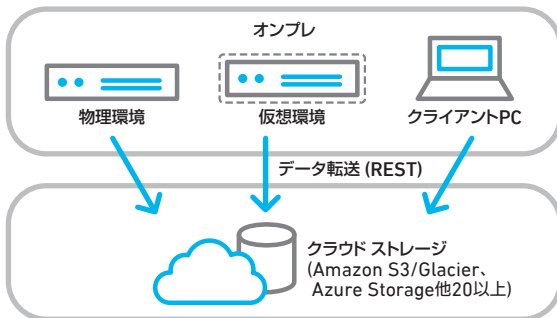 オンプレ
物理環境
仮想環境
クライアントPC
データ転送 (REST)
クラウド ストレージ
(Amazon S3/Glacier、
Azure Storage他20以上)